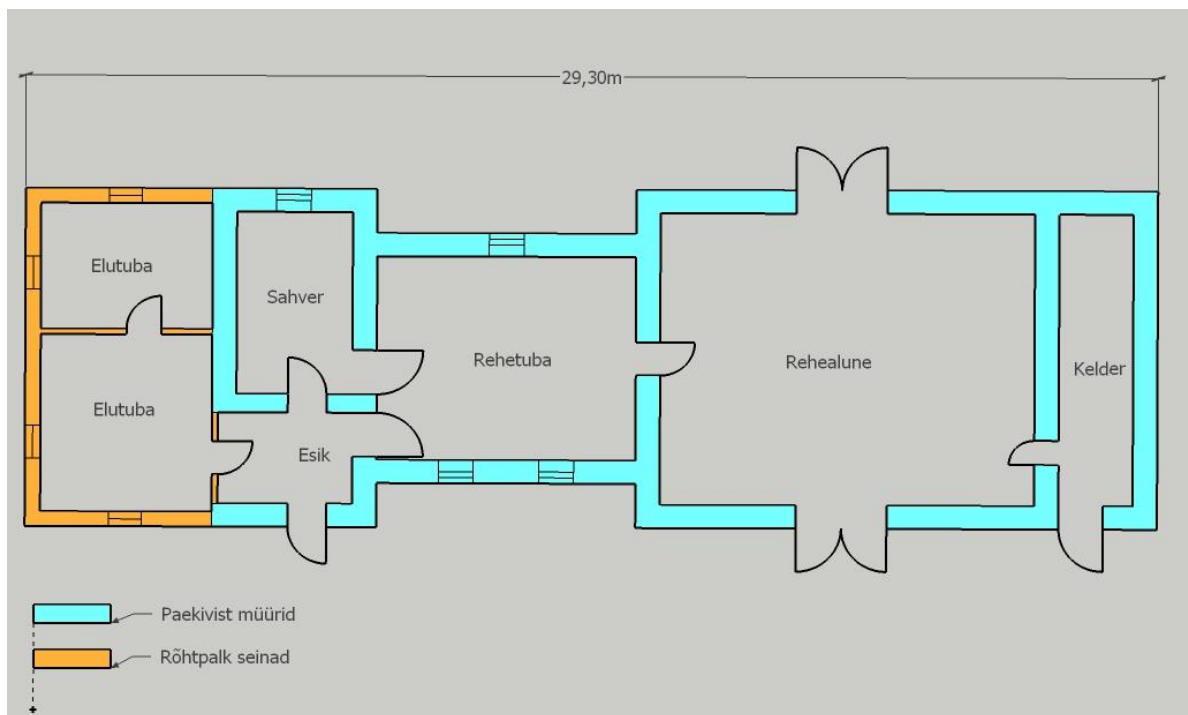 29,30m
Elutuba
Sahver
Rehetuba
Rehealune
Kelder
Elutuba
Esik
Paekivist müürid
Rõhtpalk seinad